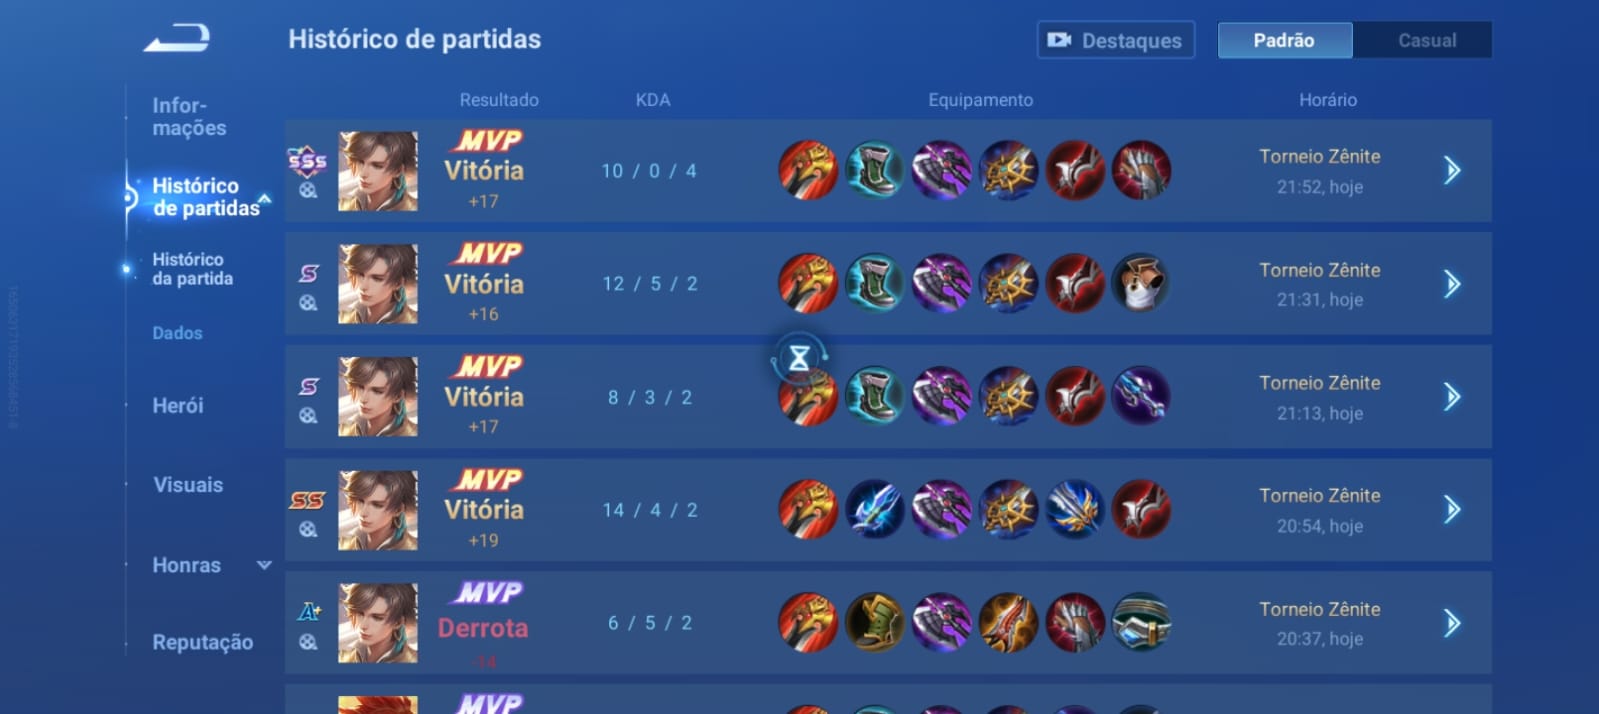 Histórico de partidas
Destaques
Padrão
Casual
Infor-
mações
Histórico
de partidas
Histórico
da partida
Dados
Herói
Visuais
Honras
Reputação
Resultado
KDA
Equipamento
Horário
SSS
MVP
Vitória
+17
10 / 0 / 4
Torneio Zênite
21:52, hoje
S
MVP
Vitória
+16
12 / 5 / 2
Torneio Zênite
21:31, hoje
S
MVP
Vitória
+17
8 / 3 / 2
Torneio Zênite
21:13, hoje
SS
MVP
Vitória
+19
14 / 4 / 2
Torneio Zênite
20:54, hoje
A+
MVP
Derrota
-14
6 / 5 / 2
Torneio Zênite
20:37, hoje
MVP